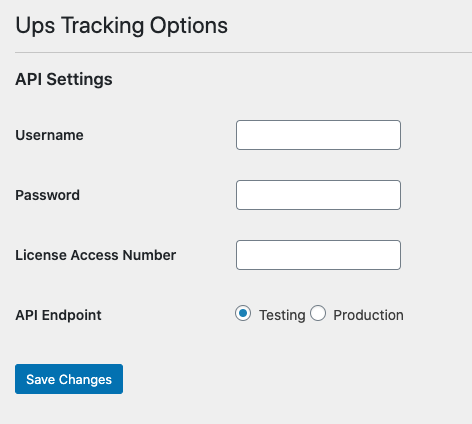 Ups Tracking Options
API Settings
Username
Password
License Access Number
API Endpoint Testing Production
Save Changes